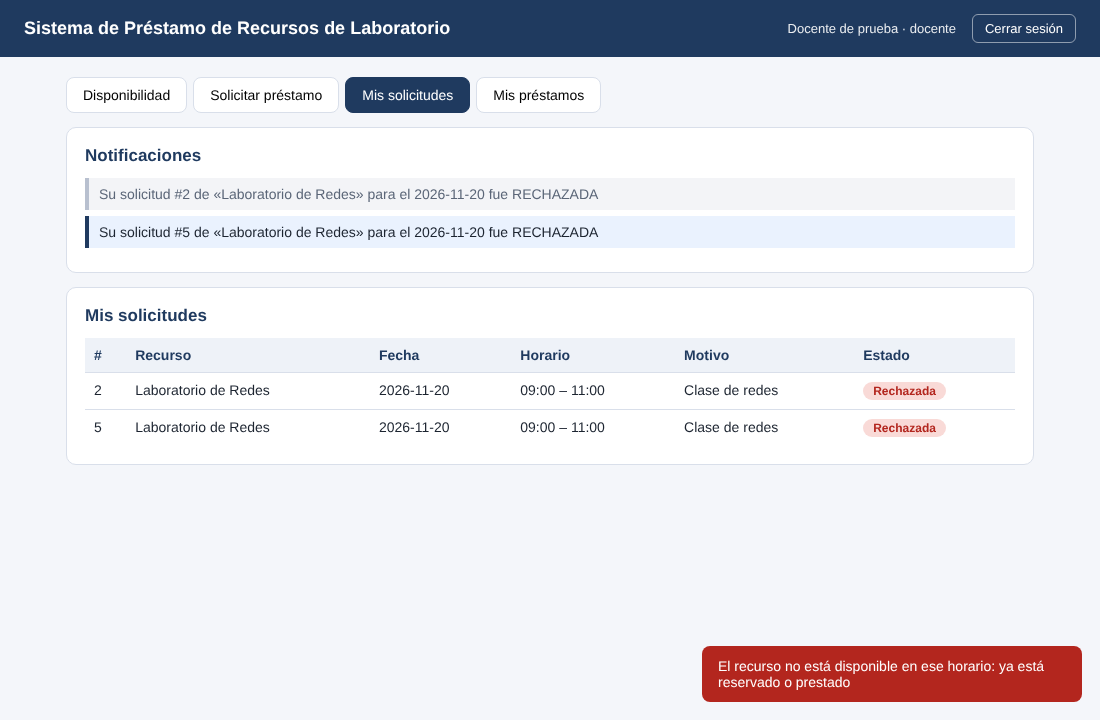 Sistema de Préstamo de Recursos de Laboratorio
Docente de prueba · docente
Cerrar sesión
Disponibilidad
Solicitar préstamo
Mis solicitudes
Mis préstamos
Notificaciones
Su solicitud #2 de «Laboratorio de Redes» para el 2026-11-20 fue RECHAZADA
Su solicitud #5 de «Laboratorio de Redes» para el 2026-11-20 fue RECHAZADA
Mis solicitudes
# Recurso Fecha Horario Motivo Estado
2 Laboratorio de Redes 2026-11-20 09:00 – 11:00 Clase de redes Rechazada
5 Laboratorio de Redes 2026-11-20 09:00 – 11:00 Clase de redes Rechazada
El recurso no está disponible en ese horario: ya está
reservado o prestado